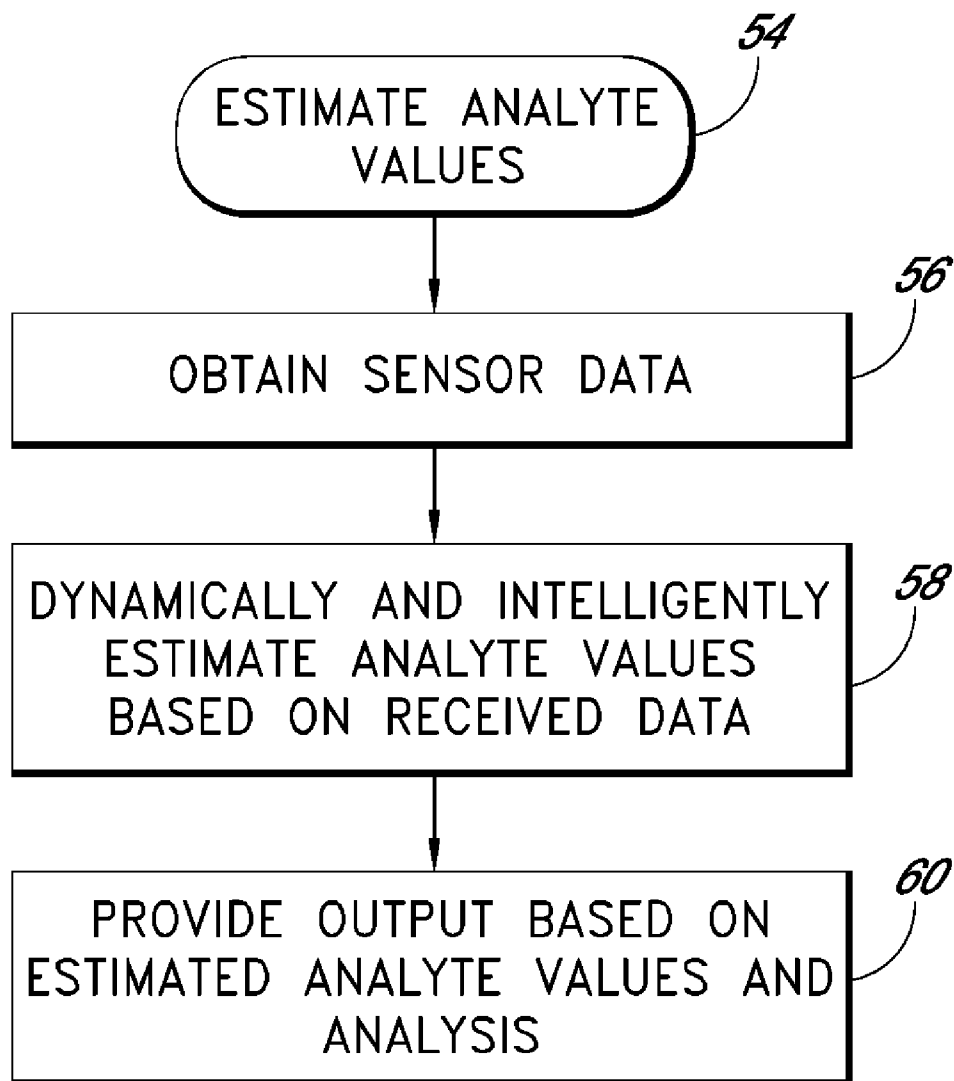 54
ESTIMATE ANALYTE
VALUES
56
OBTAIN SENSOR DATA
58
DYNAMICALLY AND INTELLIGENTLY
ESTIMATE ANALYTE VALUES
BASED ON RECEIVED DATA
60
PROVIDE OUTPUT BASED ON
ESTIMATED ANALYTE VALUES AND
ANALYSIS